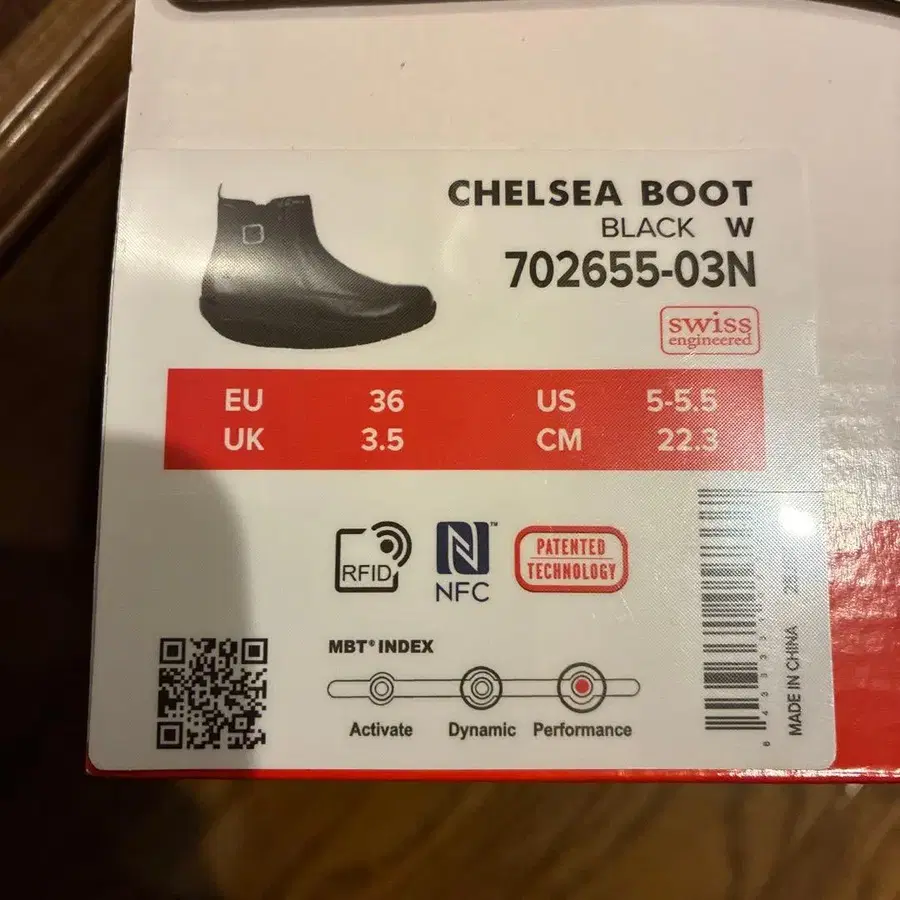 CHELSEA BOOT
BLACK W
702655-03N
swiss
engineered
EU 36 US 5-5.5
UK 3.5 CM 22.3
RFID
NFC™
PATENTED
TECHNOLOGY
MBT® INDEX
Activate Dynamic Performance
MADE IN CHINA